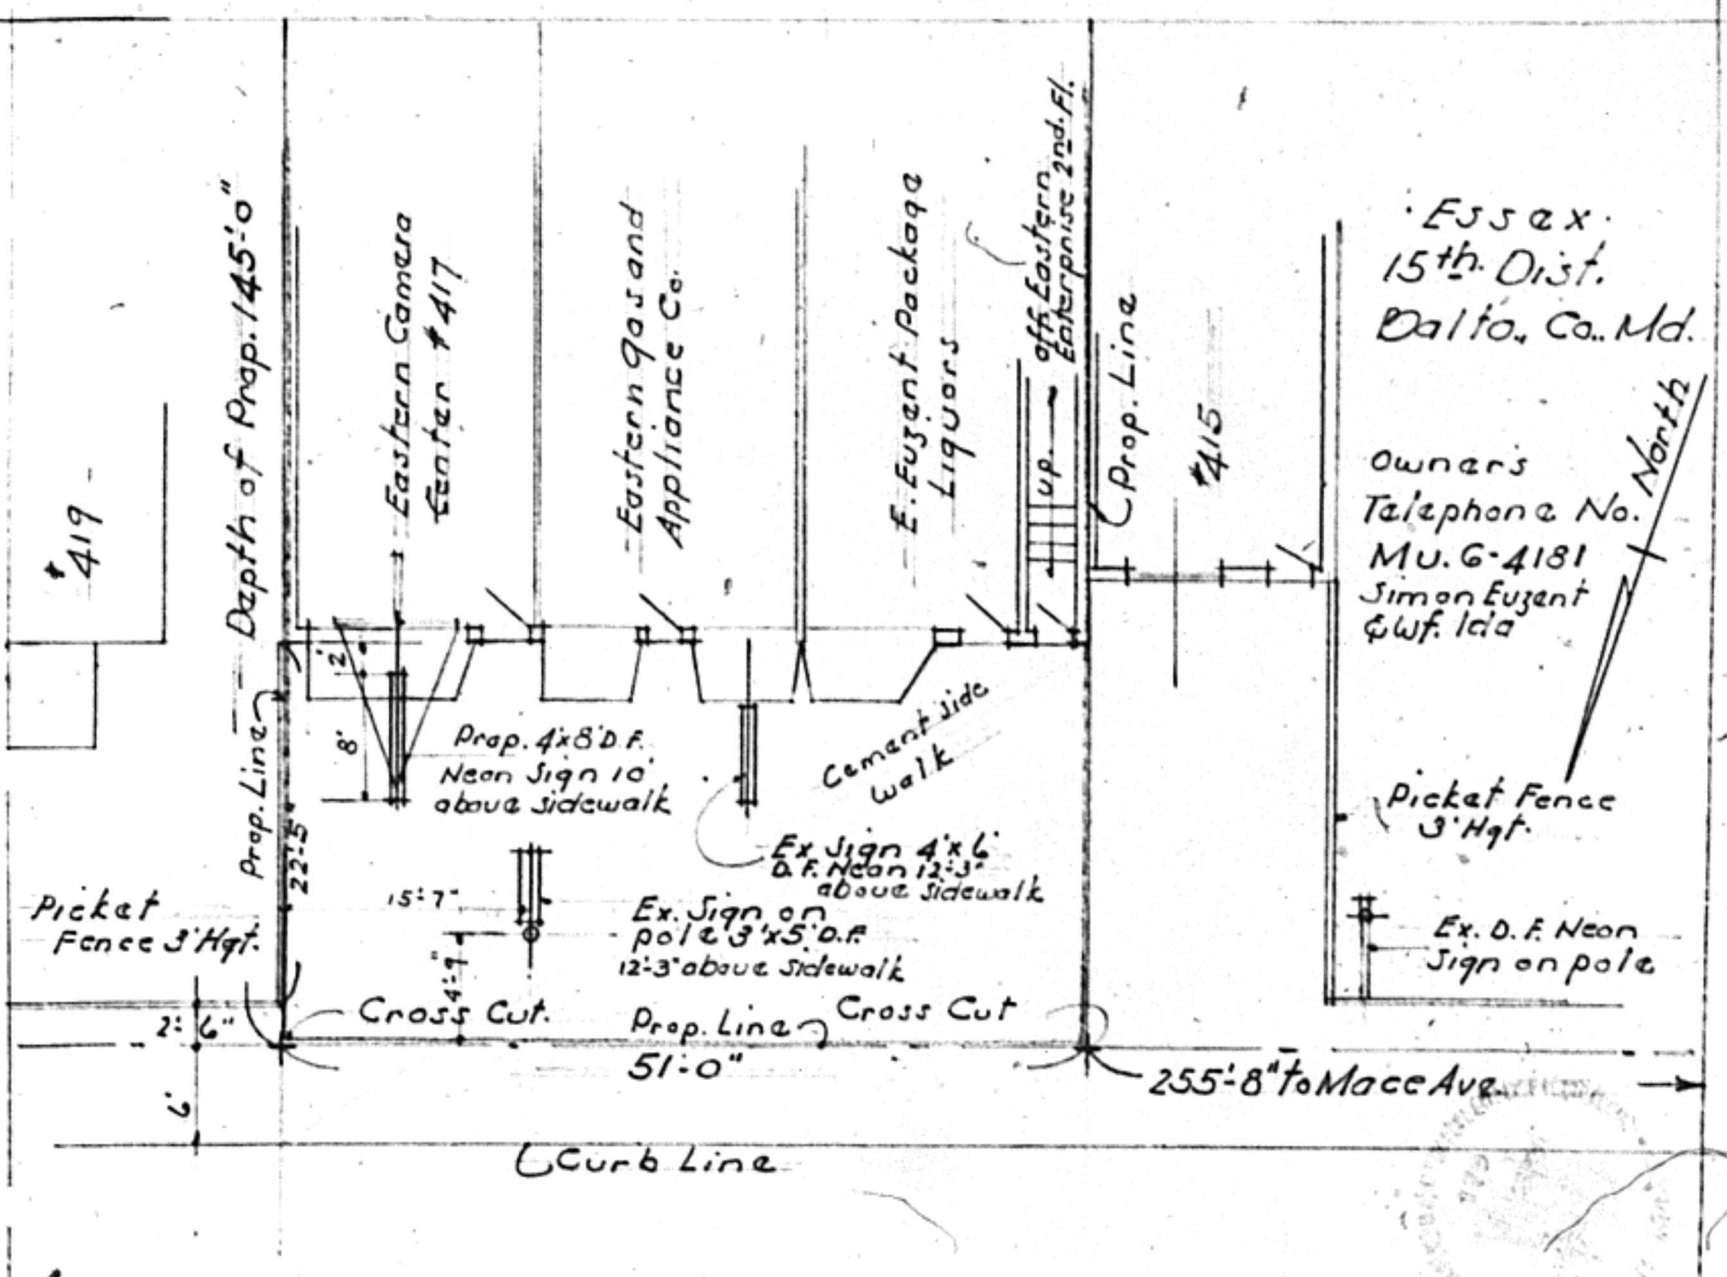 #419
Depth of Prop. 145'-0"
Eastern Camera
Center #417
Eastern Gas and
Appliance Co.
E. Euzent Package
Liquors
off. Eastern
Enterprise 2nd. Fl.
up.
Prop. Line
#415
· Essex ·
15th. Dist.
Balto., Co., Md.
North
Owner's
Telephone No.
MU. 6-4181
Simon Euzent
& Wf. Ida
2'
8'
Prop. 4'x8' D.F.
Neon Sign 10'
above sidewalk
Cement side
walk
Prop. Line
22'-5"
Ex Sign 4'x6'
D.F. Neon 12'-3"
above sidewalk
Picket Fence
3' Hgt.
15'-7"
4'-9"
Ex. Sign on
pole 3'x5' D.F.
12'-3" above sidewalk
Picket
Fence 3' Hgt.
Ex. D.F. Neon
Sign on pole
2'-6"
Cross Cut.
Prop. Line
Cross Cut
51'-0"
255'-8" to Mace Ave.
6'
Curb Line